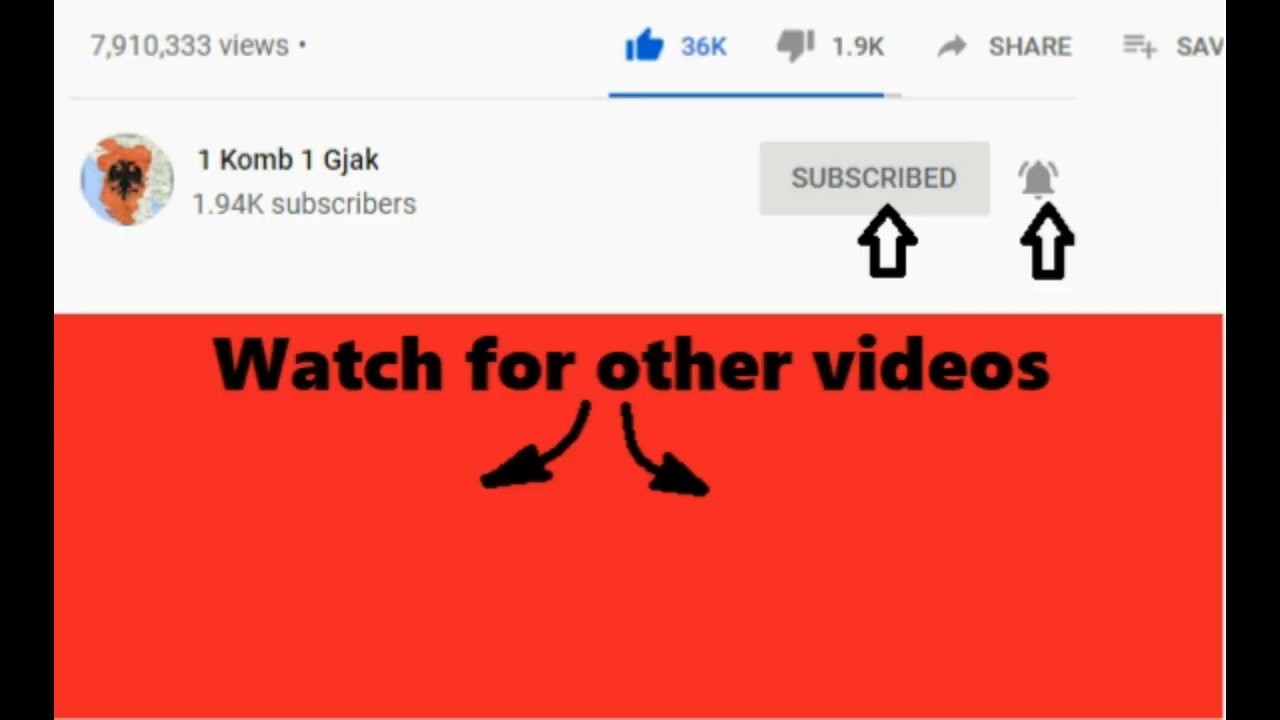 7,910,333 views •
36K
1.9K
SHARE
SAV
1 Komb 1 Gjak
1.94K subscribers
SUBSCRIBED
Watch for other videos